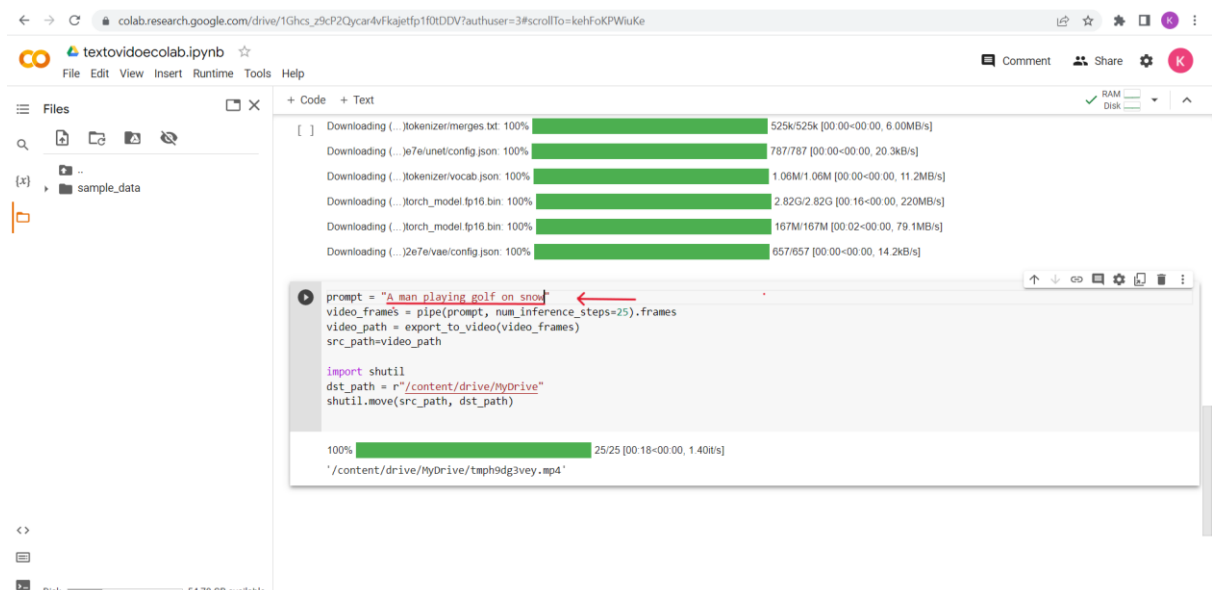 colab.research.google.com/drive/1Ghcs_z9cP2Qycar4vFkajetfp1f0tDDV?authuser=3#scrollTo=kehFoKPWiuKe
K
CO
textovidoecolab.ipynb
File Edit View Insert Runtime Tools Help
Comment Share K
Files
+ Code + Text
RAM
Disk
..
sample_data
{x}
[ ] Downloading (…)tokenizer/merges.txt: 100% 525k/525k [00:00<00:00, 6.00MB/s]
Downloading (…)e7e/unet/config.json: 100% 787/787 [00:00<00:00, 20.3kB/s]
Downloading (…)tokenizer/vocab.json: 100% 1.06M/1.06M [00:00<00:00, 11.2MB/s]
Downloading (…)torch_model.fp16.bin: 100% 2.82G/2.82G [00:16<00:00, 220MB/s]
Downloading (…)torch_model.fp16.bin: 100% 167M/167M [00:02<00:00, 79.1MB/s]
Downloading (…)2e7e/vae/config.json: 100% 657/657 [00:00<00:00, 14.2kB/s]
prompt = "A man playing golf on snow"
video_frames = pipe(prompt, num_inference_steps=25).frames
video_path = export_to_video(video_frames)
src_path=video_path
import shutil
dst_path = r"/content/drive/MyDrive"
shutil.move(src_path, dst_path)
100% 25/25 [00:18<00:00, 1.40it/s]
'/content/drive/MyDrive/tmph9dg3vey.mp4'